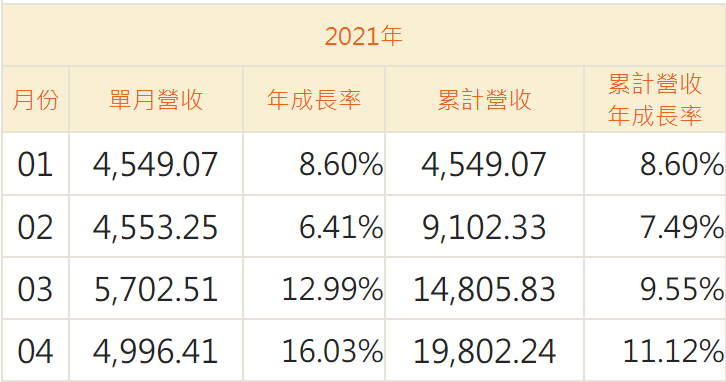 2021年
月份 單月營收 年成長率 累計營收 累計營收
年成長率
01 4,549.07 8.60% 4,549.07 8.60%
02 4,553.25 6.41% 9,102.33 7.49%
03 5,702.51 12.99% 14,805.83 9.55%
04 4,996.41 16.03% 19,802.24 11.12%